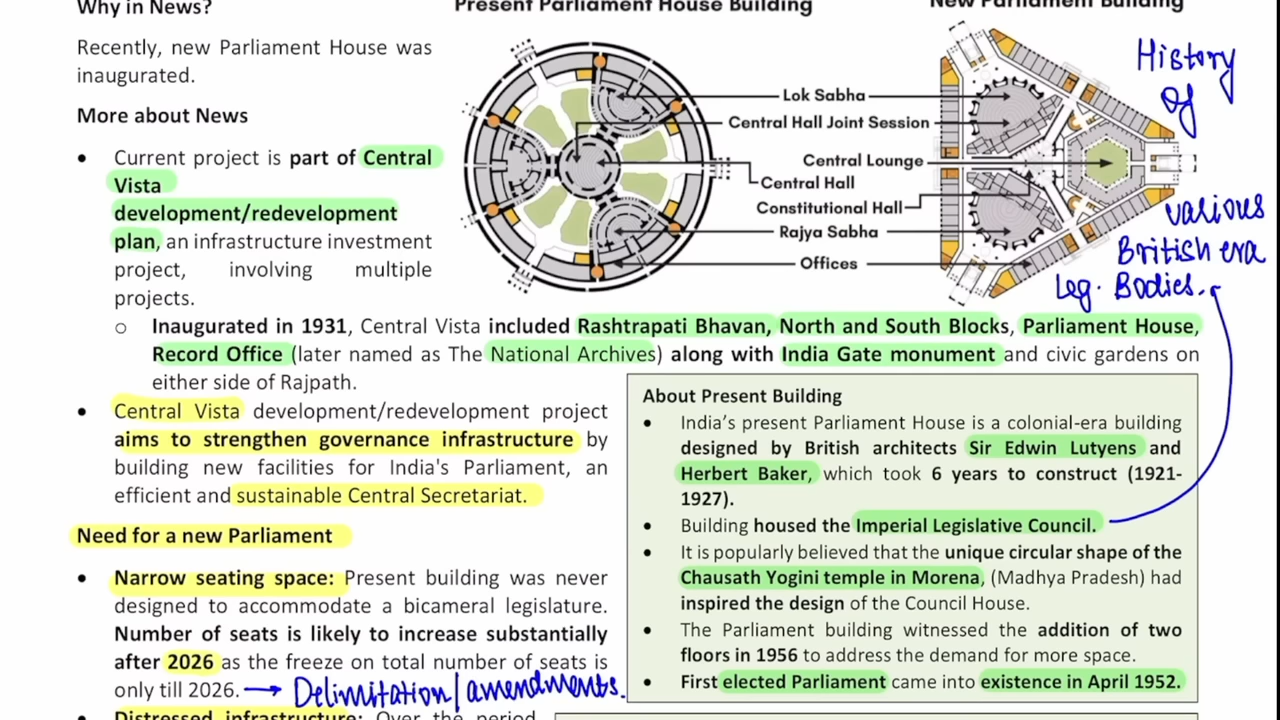 Why in News?
Present Parliament House Building
New Parliament Building
Recently, new Parliament House was
inaugurated.
More about News
• Current project is part of Central
Vista
development/redevelopment
plan, an infrastructure investment
project, involving multiple
projects.
Lok Sabha
Central Hall Joint Session
Central Lounge
Central Hall
Constitutional Hall
Rajya Sabha
Offices
History
of
various
British era
Leg. Bodies.
o Inaugurated in 1931, Central Vista included Rashtrapati Bhavan, North and South Blocks, Parliament House,
Record Office (later named as The National Archives) along with India Gate monument and civic gardens on
either side of Rajpath.
• Central Vista development/redevelopment project
aims to strengthen governance infrastructure by
building new facilities for India's Parliament, an
efficient and sustainable Central Secretariat.
Need for a new Parliament
• Narrow seating space: Present building was never
designed to accommodate a bicameral legislature.
Number of seats is likely to increase substantially
after 2026 as the freeze on total number of seats is
only till 2026. → Delimitation/amendments.
• Distressed infrastructure: Over the period
About Present Building
• India’s present Parliament House is a colonial-era building
designed by British architects Sir Edwin Lutyens and
Herbert Baker, which took 6 years to construct (1921-
1927).
• Building housed the Imperial Legislative Council.
• It is popularly believed that the unique circular shape of the
Chausath Yogini temple in Morena, (Madhya Pradesh) had
inspired the design of the Council House.
• The Parliament building witnessed the addition of two
floors in 1956 to address the demand for more space.
• First elected Parliament came into existence in April 1952.